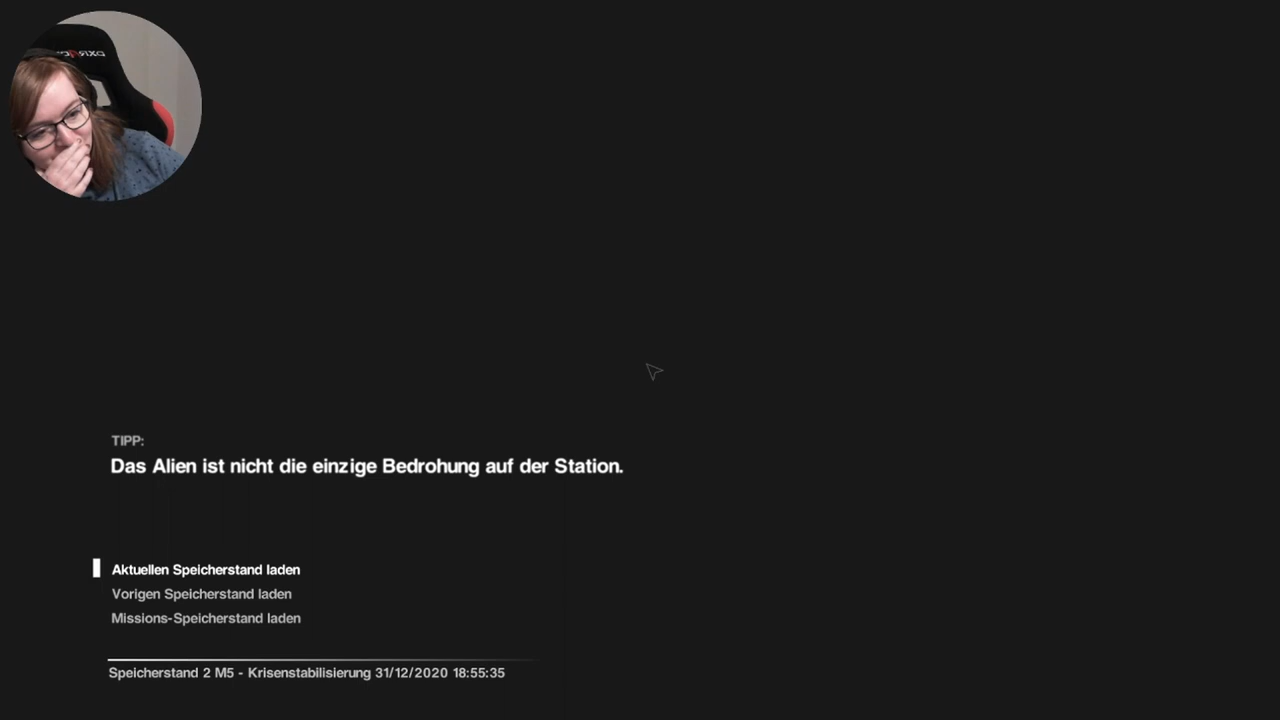 TIPP:
Das Alien ist nicht die einzige Bedrohung auf der Station.
Aktuellen Speicherstand laden
Vorigen Speicherstand laden
Missions-Speicherstand laden
Speicherstand 2 M5 - Krisenstabilisierung 31/12/2020 18:55:35